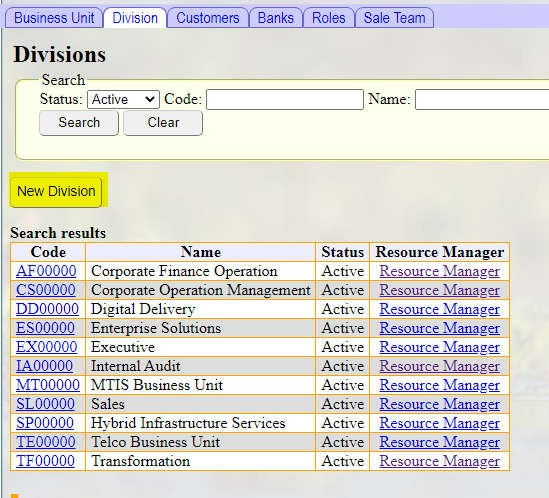 Business Unit Division Customers Banks Roles Sale Team
Divisions
Search
Status: Active Code: Name:
Search Clear
New Division
Search results
Code Name Status Resource Manager
AF00000 Corporate Finance Operation Active Resource Manager
CS00000 Corporate Operation Management Active Resource Manager
DD00000 Digital Delivery Active Resource Manager
ES00000 Enterprise Solutions Active Resource Manager
EX00000 Executive Active Resource Manager
IA00000 Internal Audit Active Resource Manager
MT00000 MTIS Business Unit Active Resource Manager
SL00000 Sales Active Resource Manager
SP00000 Hybrid Infrastructure Services Active Resource Manager
TE00000 Telco Business Unit Active Resource Manager
TF00000 Transformation Active Resource Manager